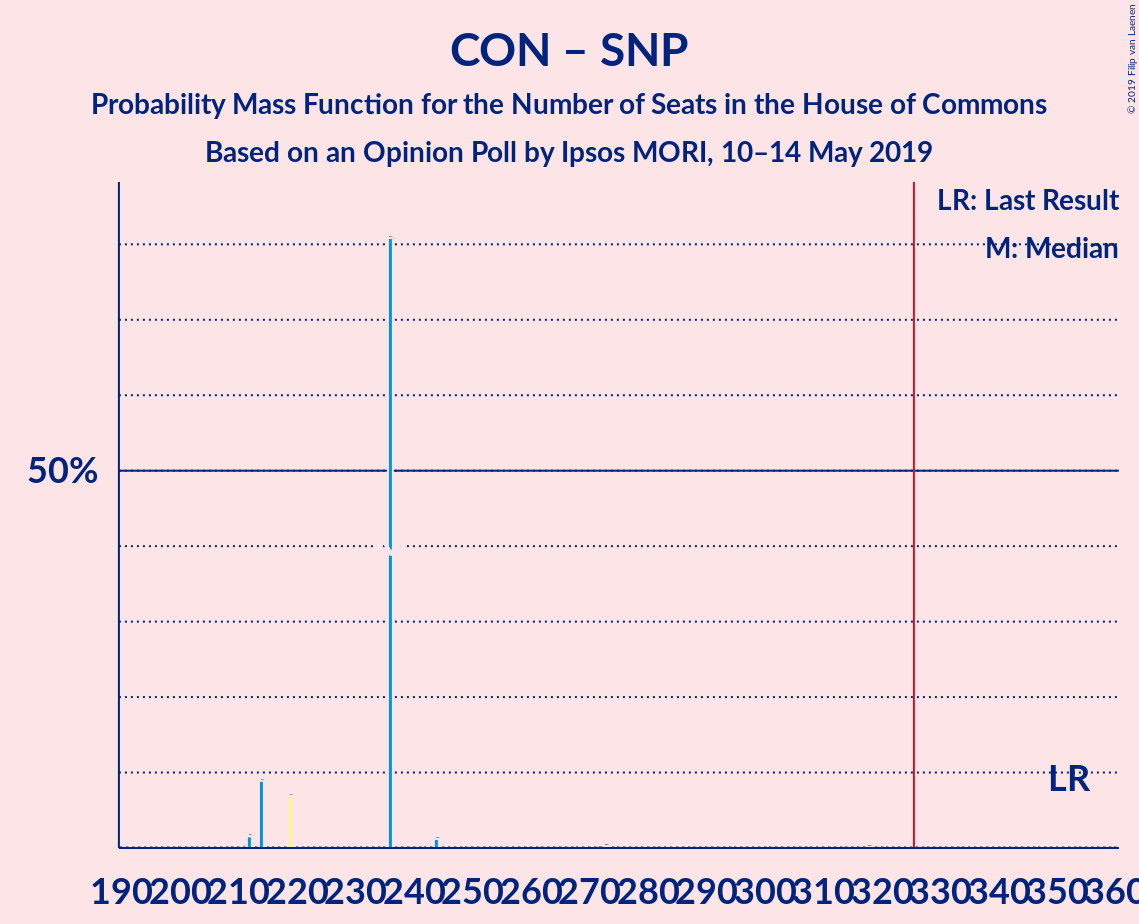 CON – SNP
Probability Mass Function for the Number of Seats in the House of Commons
Based on an Opinion Poll by Ipsos MORI, 10–14 May 2019
© 2019 Filip van Laenen
LR: Last Result
M: Median
50%
LR
190 200 210 220 230 240 250 260 270 280 290 300 310 320 330 340 350 360